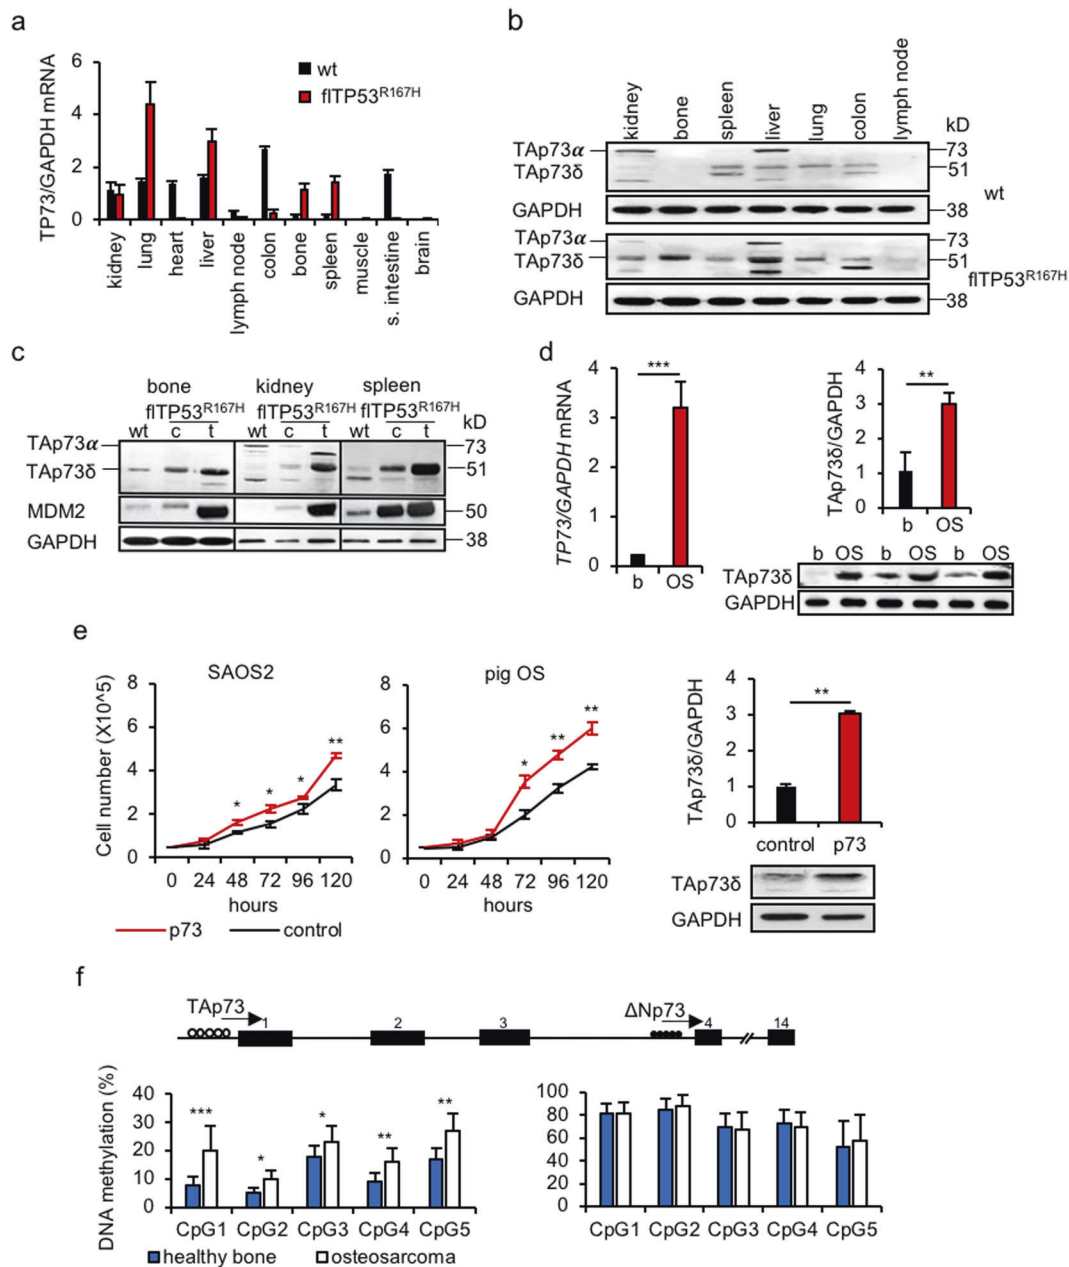 a
TP73/GAPDH mRNA
6
4
2
0
wt
flTP53R167H
kidney
lung
heart
liver
lymph node
colon
bone
spleen
muscle
s. intestine
brain
b
kidney
bone
spleen
liver
lung
colon
lymph node
kD
TAp73α
73
TAp73δ
51
GAPDH
38
wt
TAp73α
73
TAp73δ
51
GAPDH
38
flTP53R167H
c
bone kidney spleen
flTP53R167H flTP53R167H flTP53R167H
wt c t wt c t wt c t kD
TAp73α
73
TAp73δ
51
MDM2
50
GAPDH
38
d
TP73/GAPDH mRNA
4
3
2
1
0
***
b OS
TAp73δ/GAPDH
4
3
2
1
0
**
b OS
b OS b OS b OS
TAp73δ
GAPDH
e
SAOS2
Cell number (X10^5)
8
6
4
2
0
* * * **
0 24 48 72 96 120
hours
pig OS
8
6
4
2
0
* ** **
0 24 48 72 96 120
hours
p73 control
TAp73δ/GAPDH
4
3
2
1
0
**
control p73
TAp73δ
GAPDH
f
TAp73
1 2 3
ΔNp73
4 14
DNA methylation (%)
40
30
20
10
0
*** * * ** **
CpG1 CpG2 CpG3 CpG4 CpG5
healthy bone osteosarcoma
100
80
60
40
20
0
CpG1 CpG2 CpG3 CpG4 CpG5